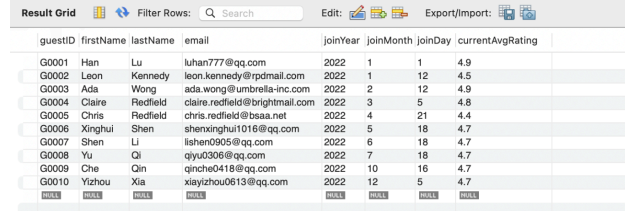 Result Grid Filter Rows: Search Edit: Export/Import:
guestID firstName lastName email joinYear joinMonth joinDay currentAvgRating
G0001 Han Lu luhan777@qq.com 2022 1 1 4.9
G0002 Leon Kennedy leon.kennedy@rpdmail.com 2022 1 12 4.5
G0003 Ada Wong ada.wong@umbrella-inc.com 2022 2 12 4.9
G0004 Claire Redfield claire.redfield@brightmail.com 2022 3 5 4.8
G0005 Chris Redfield chris.redfield@bsaa.net 2022 4 21 4.4
G0006 Xinghui Shen shenxinghui1016@qq.com 2022 5 18 4.7
G0007 Shen Li lishen0905@qq.com 2022 6 18 4.7
G0008 Yu Qi qiyu0306@qq.com 2022 7 18 4.7
G0009 Che Qin qinche0418@qq.com 2022 10 16 4.7
G0010 Yizhou Xia xiayizhou0613@qq.com 2022 12 5 4.7
NULL NULL NULL NULL NULL NULL NULL NULL